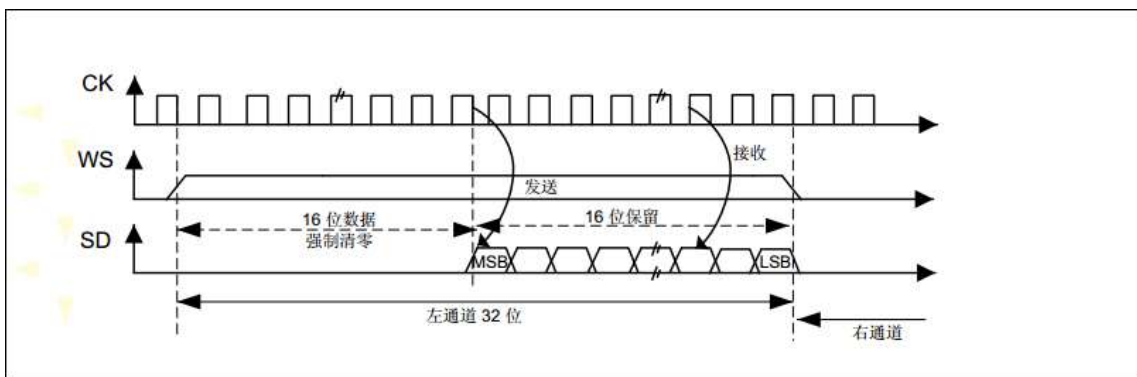 CK
接收
WS
发送
16 位数据
16 位保留
强制清零
SD
MSB
LSB
左通道 32 位
右通道